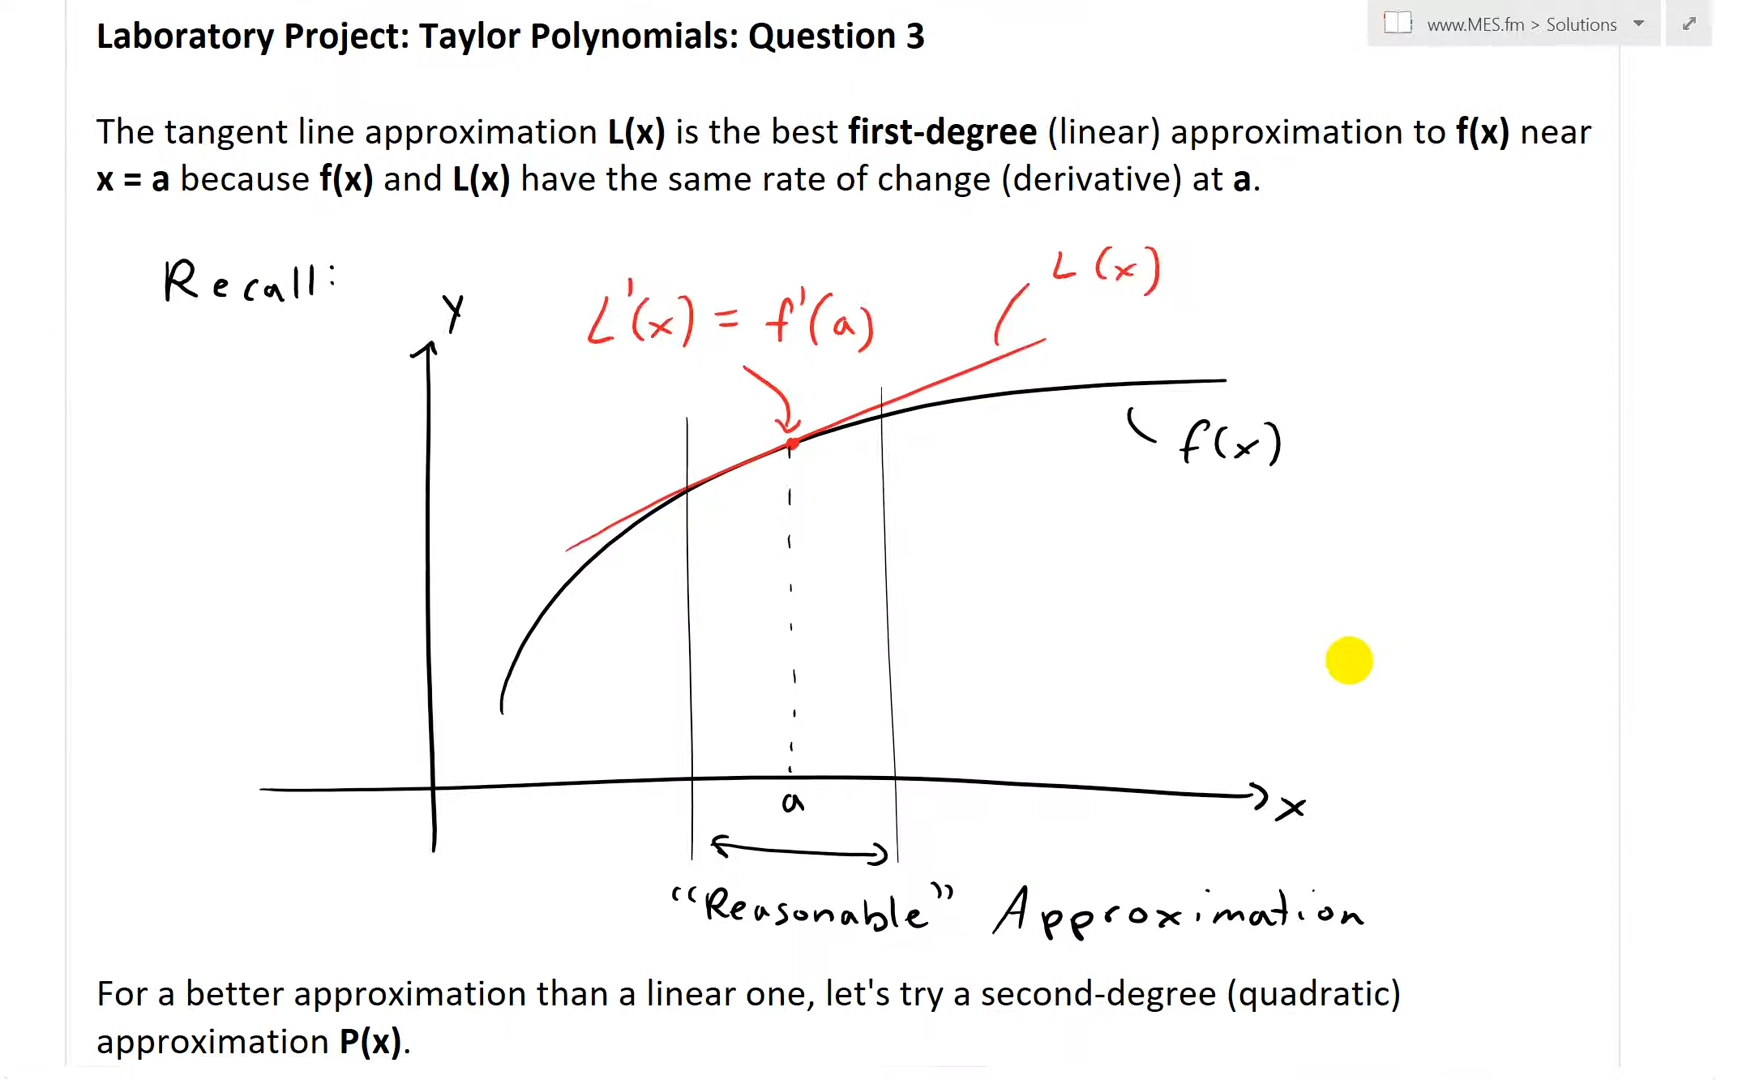 Laboratory Project: Taylor Polynomials: Question 3
www.MES.fm > Solutions
The tangent line approximation L(x) is the best first-degree (linear) approximation to f(x) near
x = a because f(x) and L(x) have the same rate of change (derivative) at a.
Recall:
y
L'(x) = f'(a)
L(x)
f(x)
a
x
"Reasonable" Approximation
For a better approximation than a linear one, let's try a second-degree (quadratic)
approximation P(x).